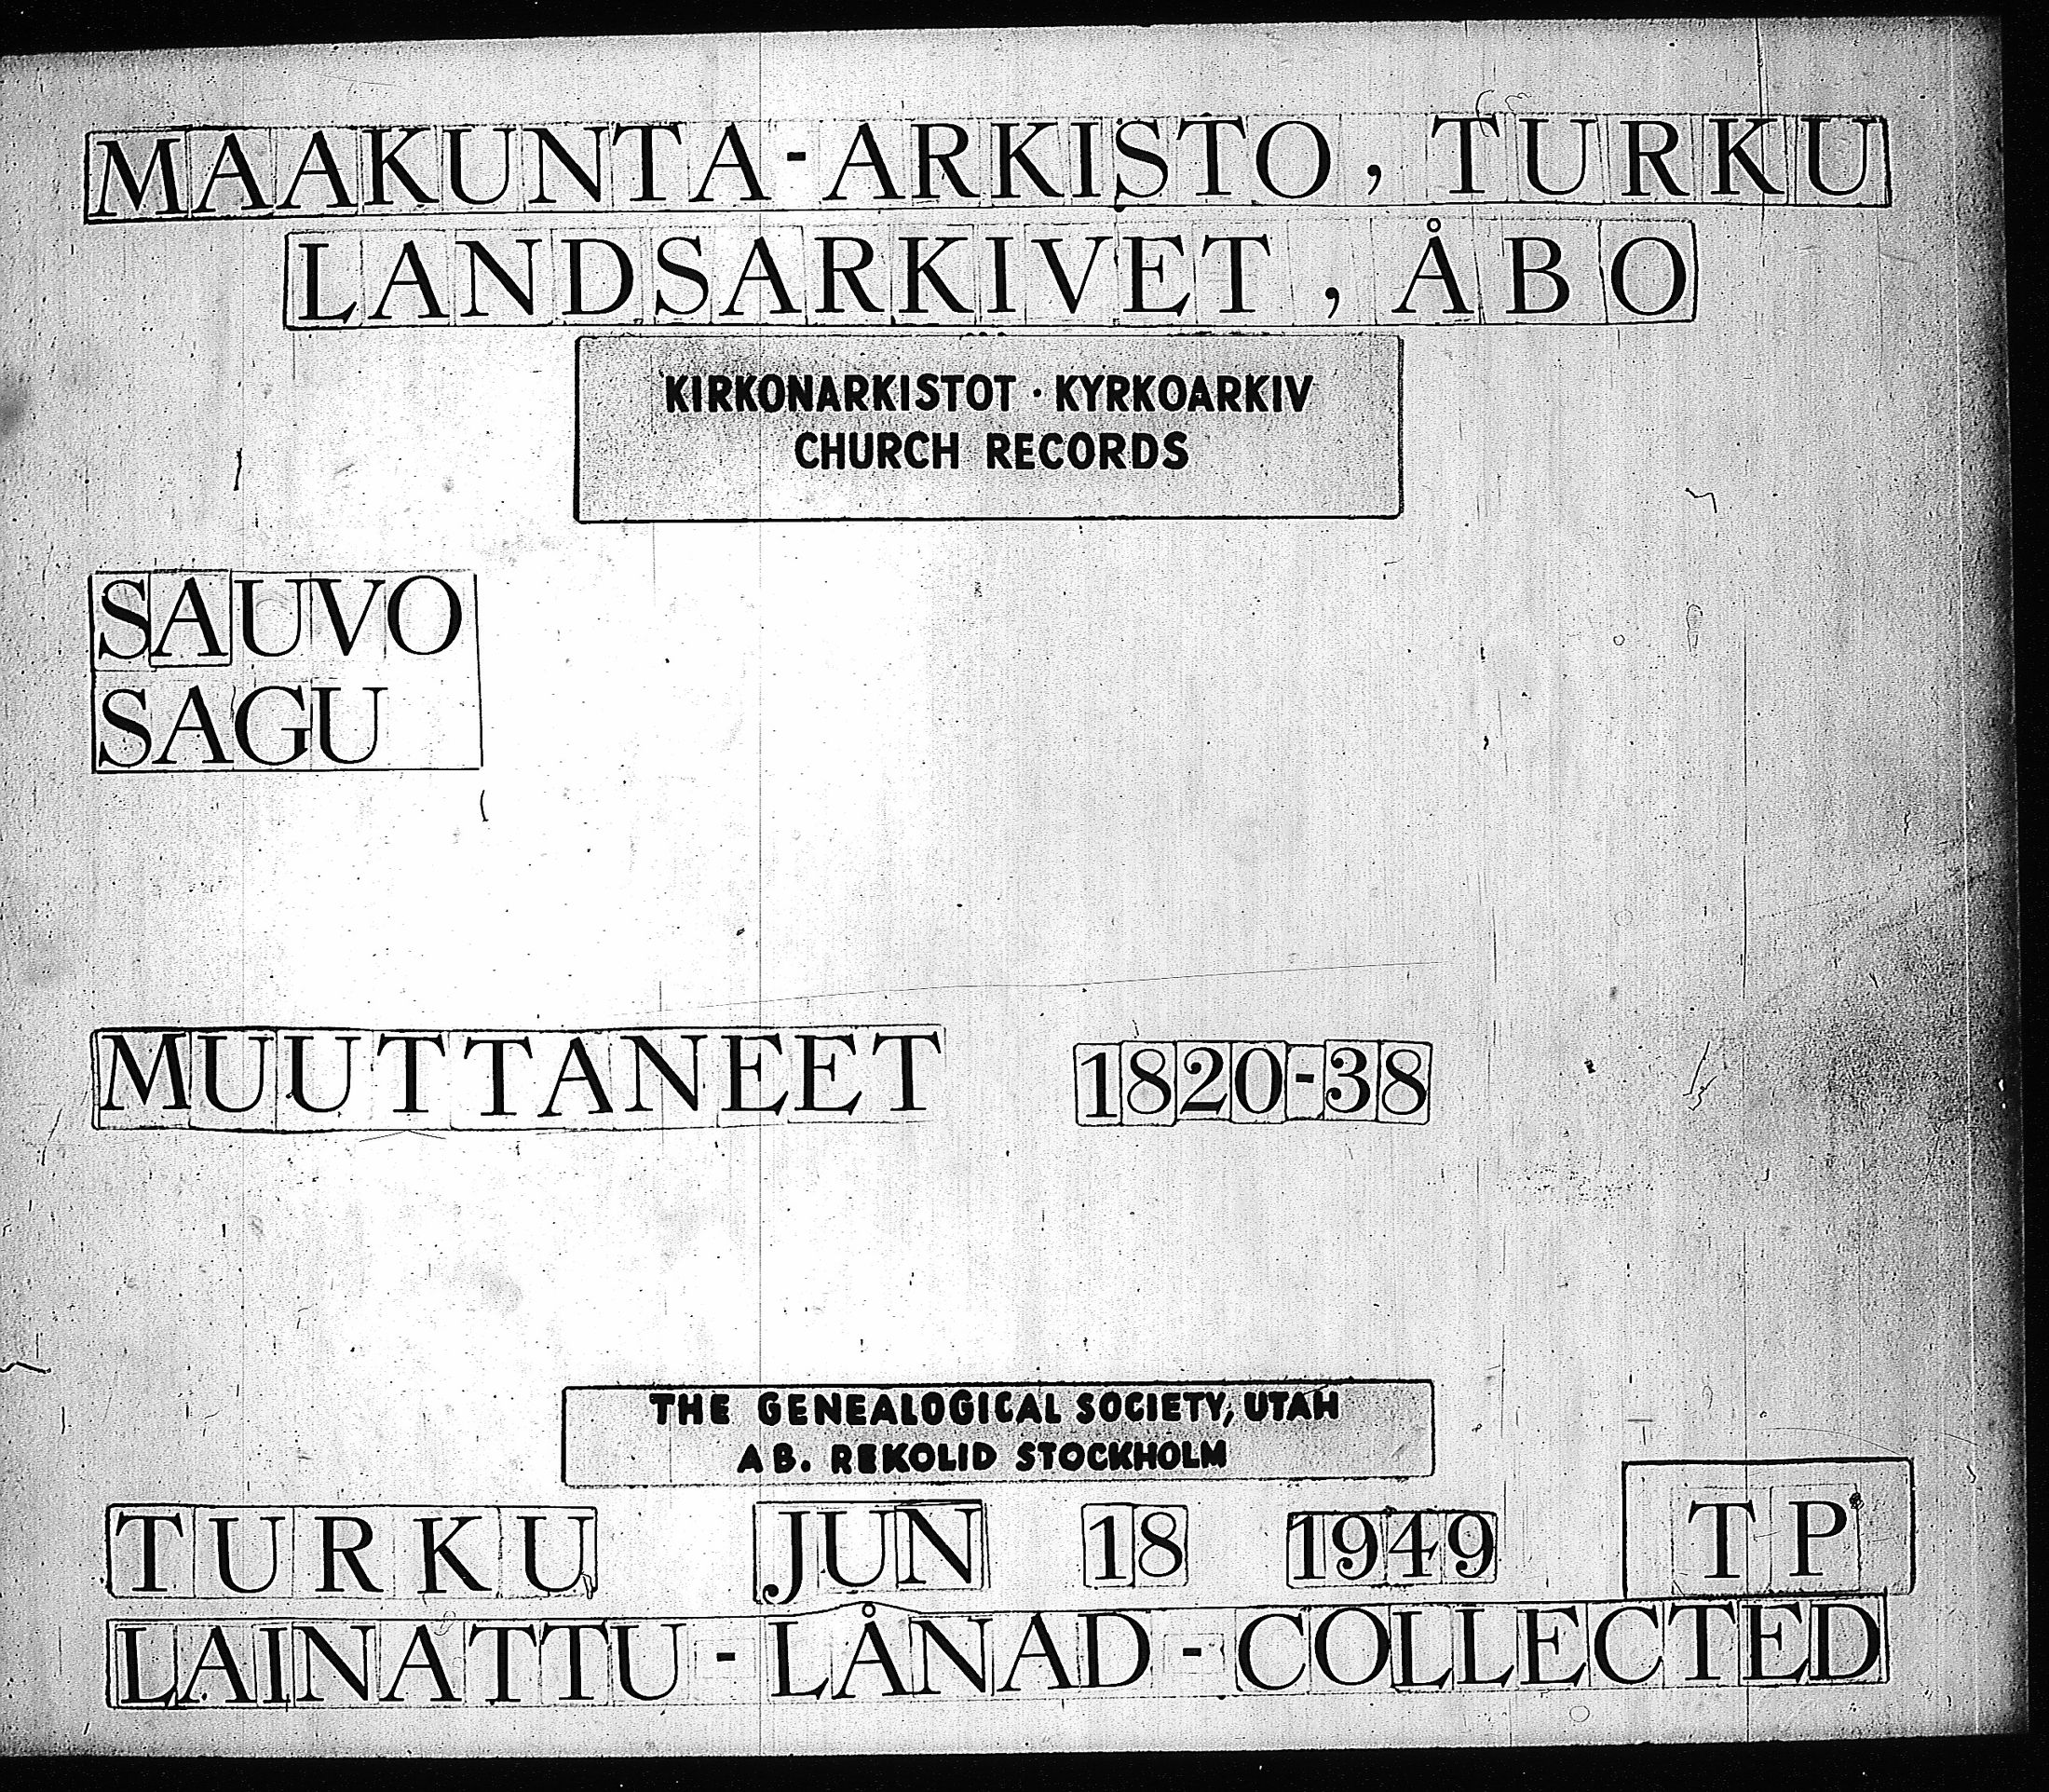 MAAKUNTA-ARKISTO, TURKU
LANDSARKIVET, ÅBO
KIRKONARKISTOT · KYRKOARKIV
CHURCH RECORDS
SAUVO
SAGU
MUUTTANEET 1820-38
THE GENEALOGICAL SOCIETY, UTAH
AB. REKOLID STOCKHOLM
TURKU JUN 18 1949 TP
LAINATTU-LÅNAD-COLLECTED